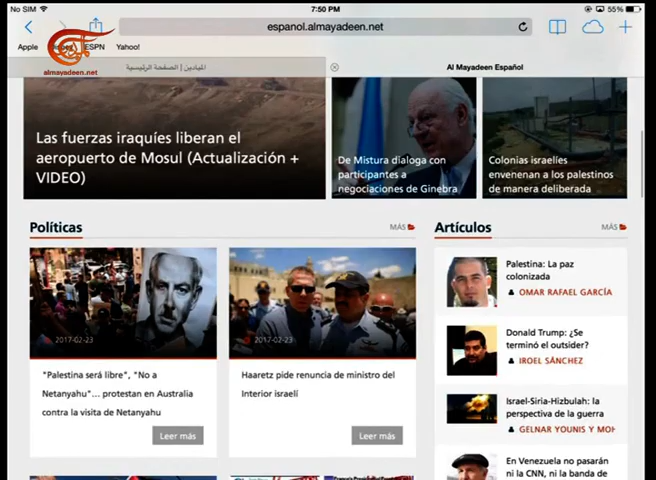 No SIM
7:50 PM
55%
espanol.almayadeen.net
Apple
ESPN
Yahoo!
almayadeen.net
الميادين | الصفحة الرئيسية
Al Mayadeen Español
Las fuerzas iraquíes liberan el
aeropuerto de Mosul (Actualización +
VIDEO)
De Mistura dialoga con
participantes a
negociaciones de Ginebra
Colonias israelíes
envenenan a los palestinos
de manera deliberada
Políticas
MÁS
Artículos
MÁS
2017-02-23
"Palestina será libre", "No a
Netanyahu"... protestan en Australia
contra la visita de Netanyahu
Leer más
2017-02-23
Haaretz pide renuncia de ministro del
Interior israelí
Leer más
Palestina: La paz
colonizada
OMAR RAFAEL GARCÍA
Donald Trump: ¿Se
terminó el outsider?
IROEL SÁNCHEZ
Israel-Siria-Hizbulah: la
perspectiva de la guerra
GELNAR YOUNIS Y MOH
En Venezuela no pasarán
ni la CNN, ni la banda de